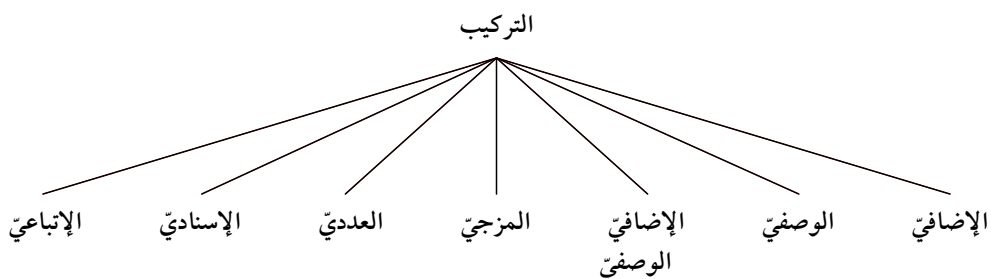 التركيب
الإضافيّ
الوصفيّ
الإضافيّ
الوصفيّ
المزجيّ
العدديّ
الإسناديّ
الإتباعيّ